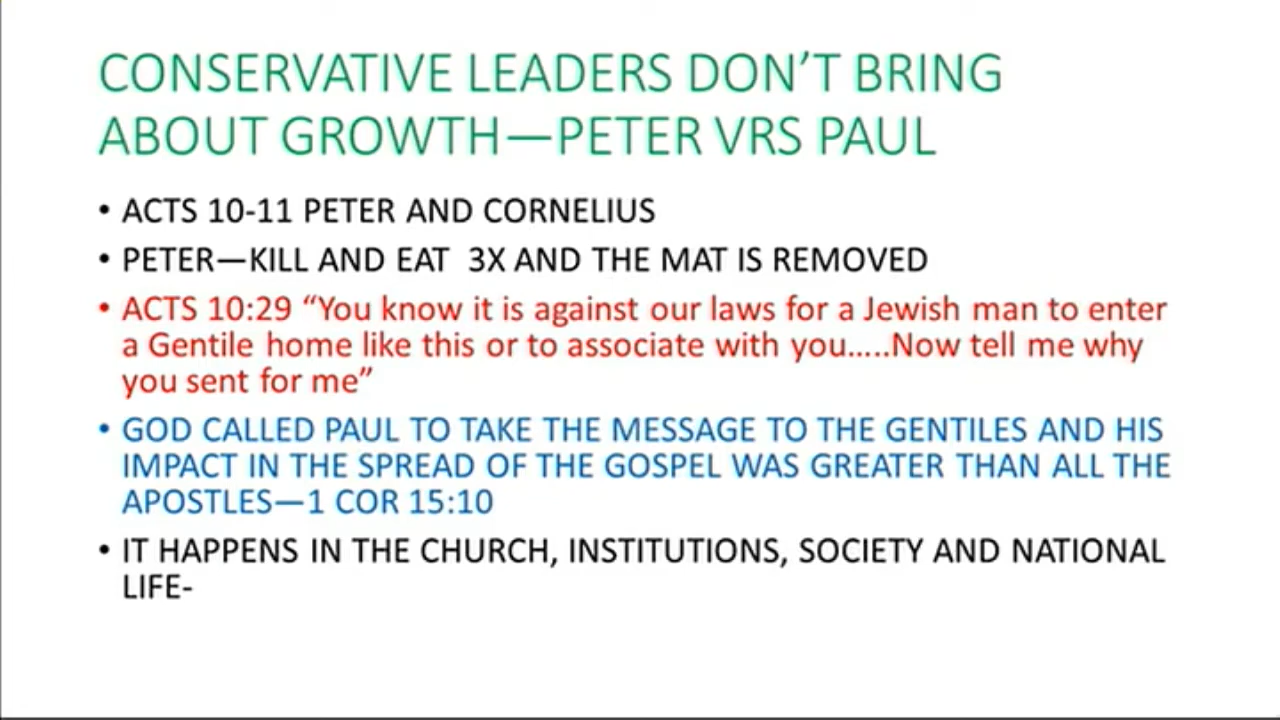 CONSERVATIVE LEADERS DON’T BRING
ABOUT GROWTH—PETER VRS PAUL
• ACTS 10-11 PETER AND CORNELIUS
• PETER—KILL AND EAT  3X AND THE MAT IS REMOVED
• ACTS 10:29 “You know it is against our laws for a Jewish man to enter
a Gentile home like this or to associate with you…..Now tell me why
you sent for me”
• GOD CALLED PAUL TO TAKE THE MESSAGE TO THE GENTILES AND HIS
IMPACT IN THE SPREAD OF THE GOSPEL WAS GREATER THAN ALL THE
APOSTLES—1 COR 15:10
• IT HAPPENS IN THE CHURCH, INSTITUTIONS, SOCIETY AND NATIONAL
LIFE-